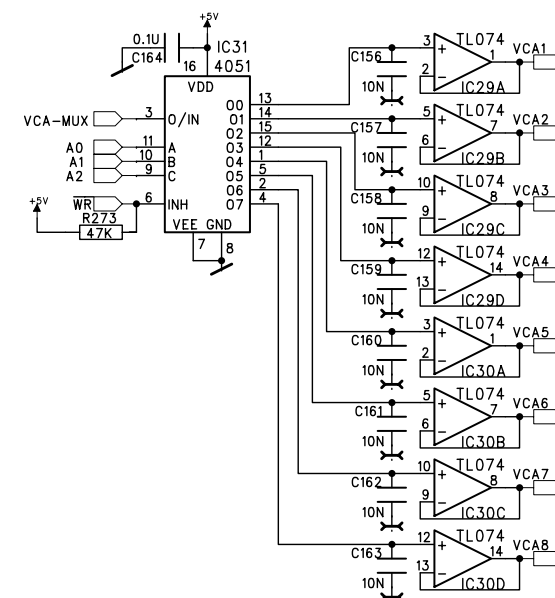 +5V
0.1U
C164
IC31
4051
16
VDD
VCA-MUX
3
O/IN
A0
11
A
A1
10
B
A2
9
C
WR
6
INH
+5V
R273
47K
VEE GND
7
8
O0
13
O1
14
O2
15
O3
12
O4
1
O5
5
O6
2
O7
4
C156
10N
3
+
2
-
TL074
1
IC29A
VCA1
C157
10N
5
+
6
-
TL074
7
IC29B
VCA2
C158
10N
10
+
9
-
TL074
8
IC29C
VCA3
C159
10N
12
+
13
-
TL074
14
IC29D
VCA4
C160
10N
3
+
2
-
TL074
1
IC30A
VCA5
C161
10N
5
+
6
-
TL074
7
IC30B
VCA6
C162
10N
10
+
9
-
TL074
8
IC30C
VCA7
C163
10N
12
+
13
-
TL074
14
IC30D
VCA8